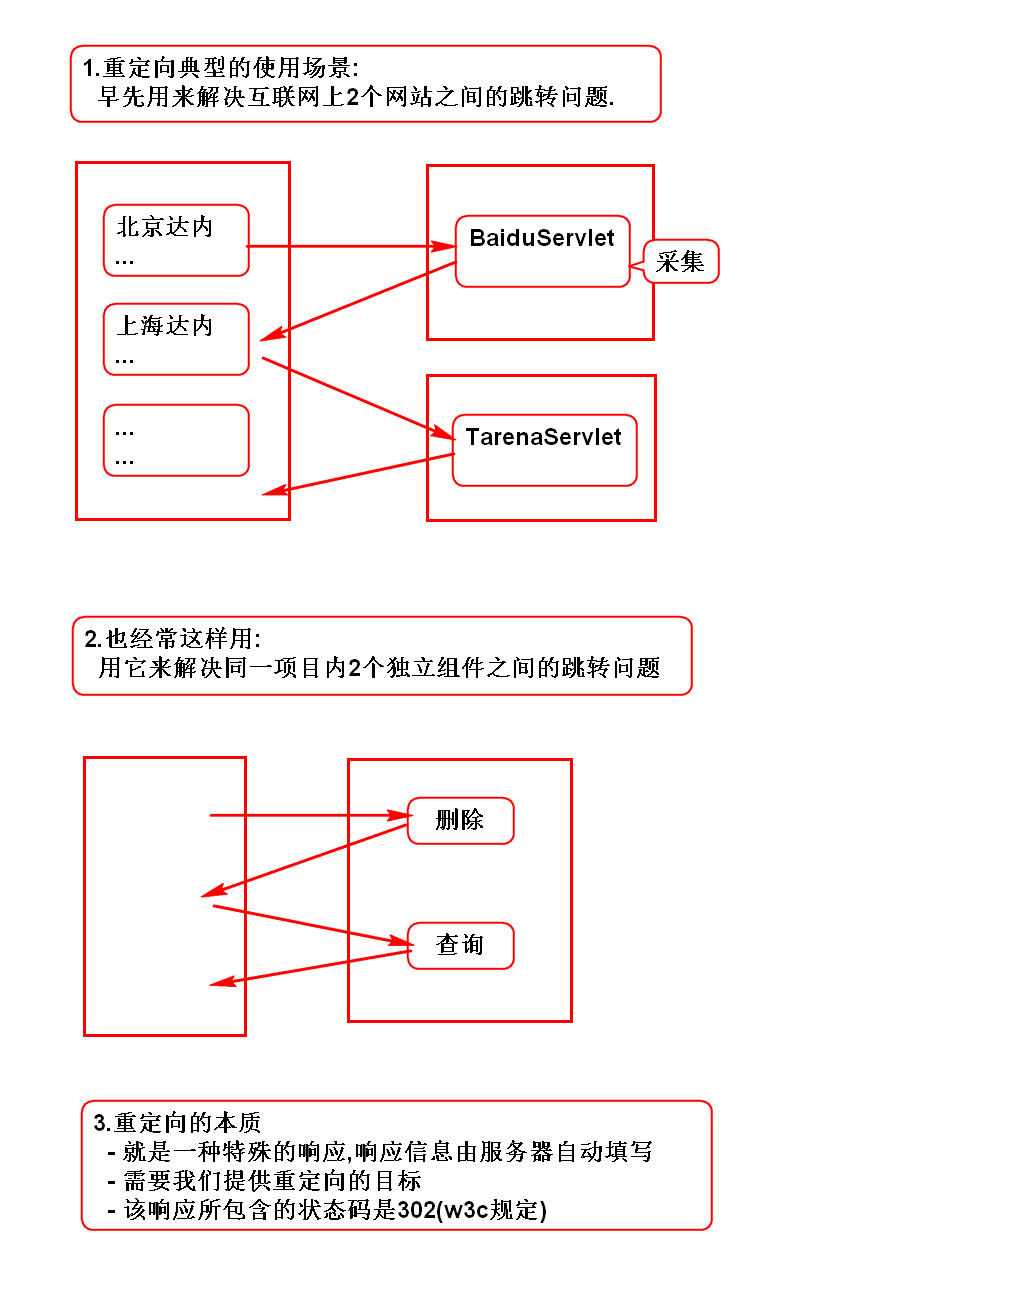 1.重定向典型的使用场景:
早先用来解决互联网上2个网站之间的跳转问题.
北京达内
...
BaiduServlet
采集
上海达内
...
TarenaServlet
...
...
2.也经常这样用:
用它来解决同一项目内2个独立组件之间的跳转问题
删除
查询
3.重定向的本质
- 就是一种特殊的响应,响应信息由服务器自动填写
- 需要我们提供重定向的目标
- 该响应所包含的状态码是302(w3c规定)